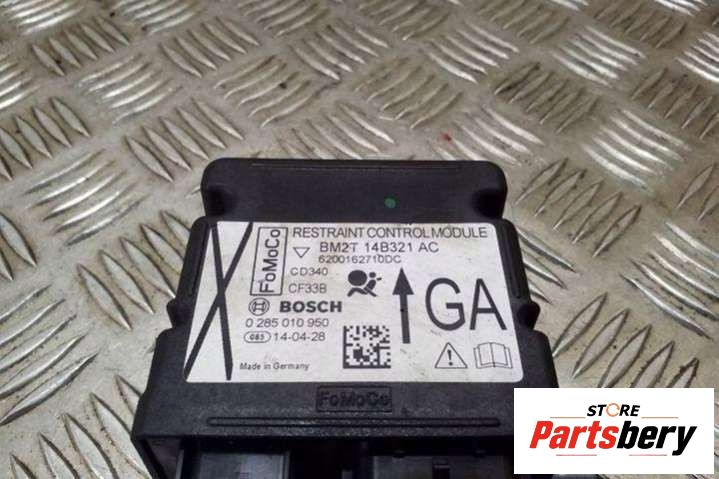 RESTRAINT CONTROL MODULE
FoMoCo
BM2T 14B321 AC
6200162710DC
CD340
CF33B
BOSCH
GA
0 285 010 950
085 14-04-28
Made in Germany
FoMoCo
STORE
Partsbery